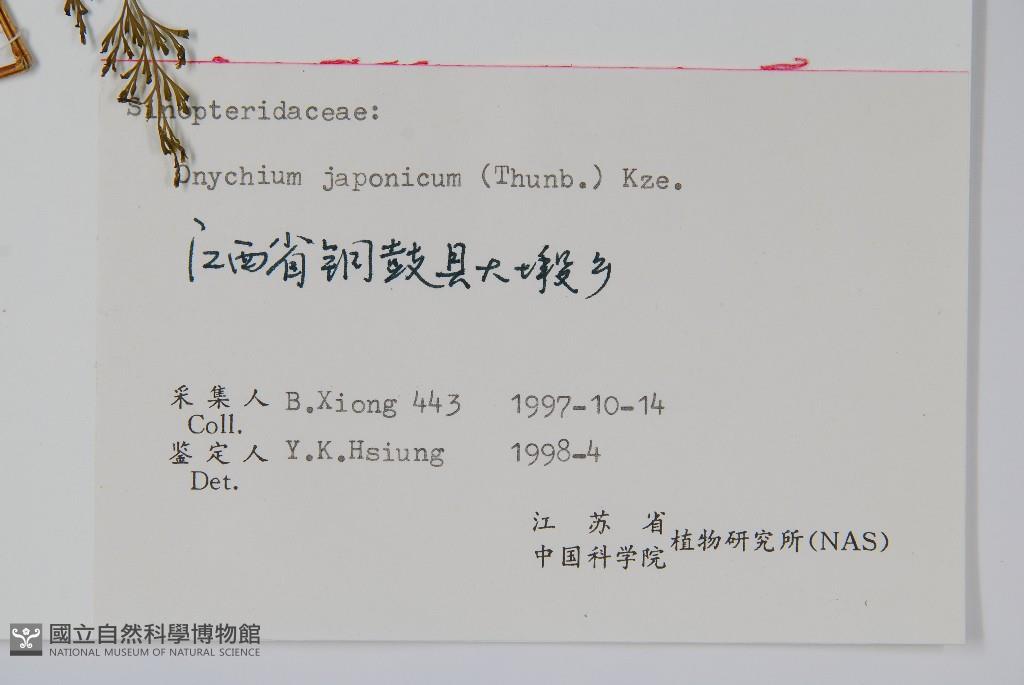 Sinopteridaceae:
Onychium japonicum (Thunb.) Kze.
江西省铜鼓县大塅段乡
采集人 B.Xiong 443 1997-10-14
Coll.
鉴定人 Y.K.Hsiung 1998-4
Det.
江苏省
中国科学院 植物研究所(NAS)
國立自然科學博物館
NATIONAL MUSEUM OF NATURAL SCIENCE